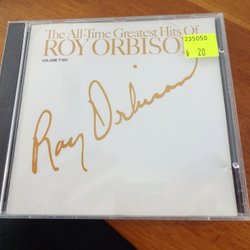 The All-Time Greatest Hits Of
ROY ORBISON
VOLUME TWO
235050
20
Roy Orbison